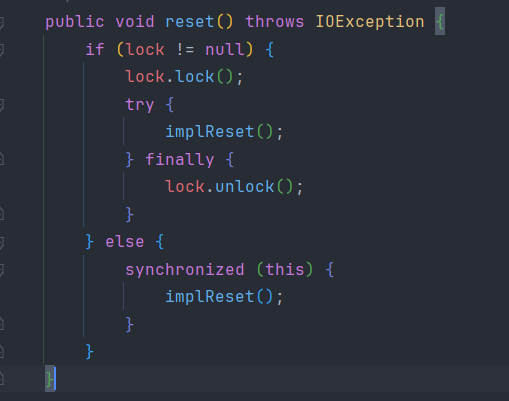 public void reset() throws IOException {
    if (lock != null) {
        lock.lock();
        try {
            implReset();
        } finally {
            lock.unlock();
        }
    } else {
        synchronized (this) {
            implReset();
        }
    }
}